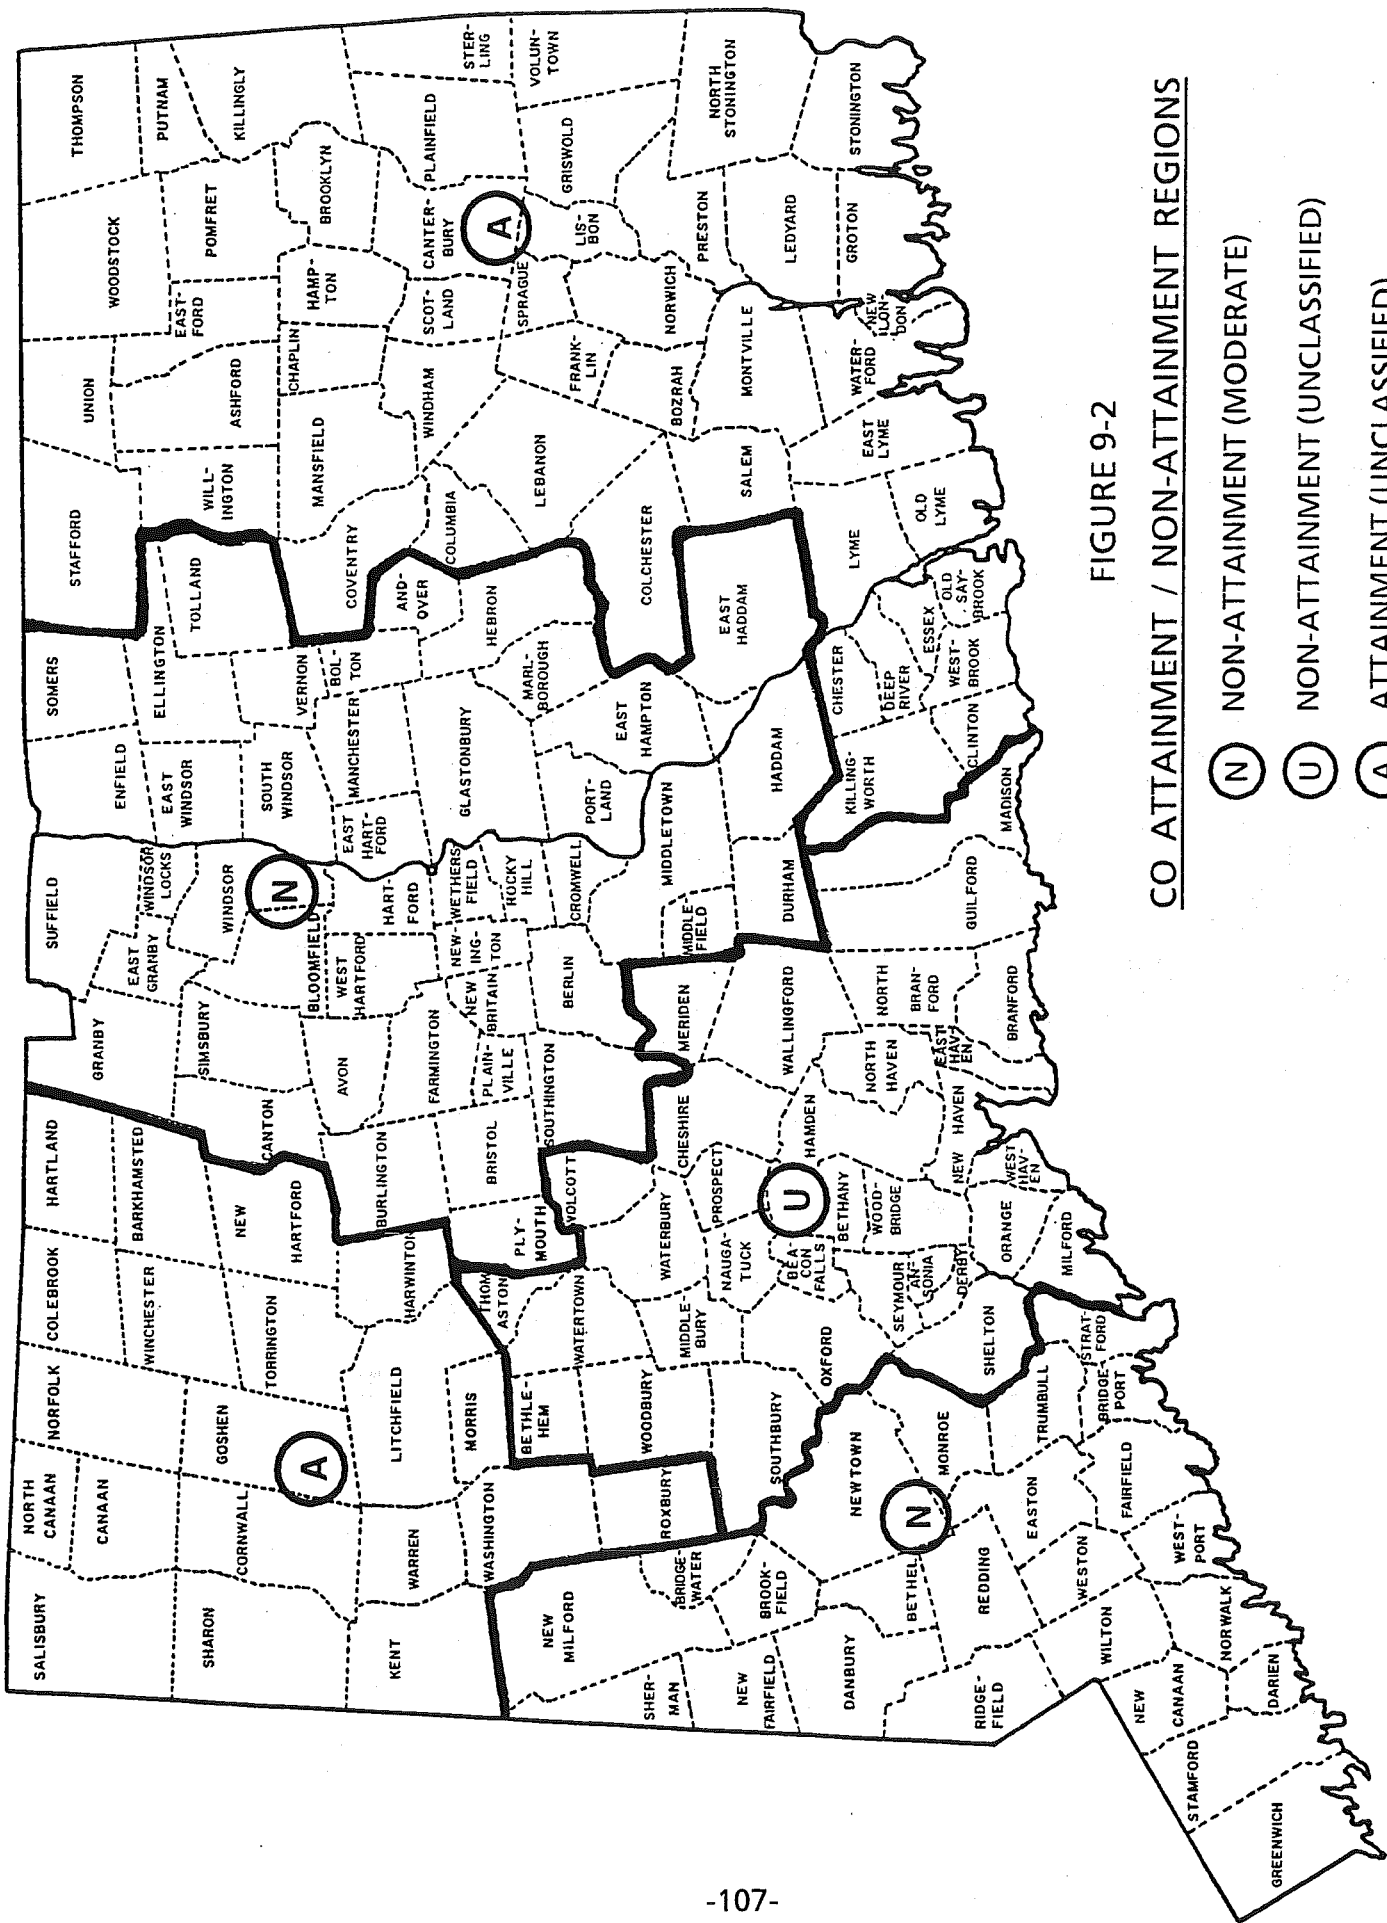 SALISBURY
NORTH
CANAAN
CANAAN
NORFOLK
COLEBROOK
HARTLAND
GRANBY
SUFFIELD
ENFIELD
SOMERS
STAFFORD
UNION
WOODSTOCK
THOMPSON
SHARON
CORNWALL
GOSHEN
WINCHESTER
BARKHAMSTED
EAST
GRANBY
WINDSOR
LOCKS
EAST
WINDSOR
ELLINGTON
TOLLAND
WILL-
INGTON
ASHFORD
EAST-
FORD
POMFRET
PUTNAM
KILLINGLY
KENT
WARREN
LITCHFIELD
A
TORRINGTON
NEW
HARTFORD
CANTON
SIMSBURY
BLOOMFIELD
WINDSOR
N
SOUTH
WINDSOR
VERNON
BOL-
TON
COVENTRY
MANSFIELD
CHAPLIN
HAMP-
TON
BROOKLYN
HARWINTON
BURLINGTON
AVON
WEST
HARTFORD
HART-
FORD
EAST
HART-
FORD
MANCHESTER
AND-
OVER
COLUMBIA
WINDHAM
SCOT-
LAND
CANTER-
BURY
PLAINFIELD
STER-
LING
WASHINGTON
MORRIS
THOM
ASTON
PLY-
MOUTH
BRISTOL
FARMINGTON
PLAIN-
VILLE
NEW
BRITAIN
NEW-
ING-
TON
WETHERS
FIELD
ROCKY
HILL
GLASTONBURY
HEBRON
MARL-
BOROUGH
LEBANON
FRANK-
LIN
SPRAGUE
A
LIS-
BON
GRISWOLD
VOLUN-
TOWN
NEW
MILFORD
BETHLE-
HEM
WATERTOWN
VOLCOTT
SOUTHINGTON
BERLIN
CROMWELL
PORT-
LAND
EAST
HAMPTON
COLCHESTER
BOZRAH
NORWICH
PRESTON
NORTH
STONINGTON
SHER-
MAN
BRIDGE-
WATER
ROXBURY
WOODBURY
MIDDLE-
BURY
WATERBURY
CHESHIRE
MERIDEN
MIDDLE-
FIELD
MIDDLETOWN
EAST
HADDAM
SALEM
MONTVILLE
LEDYARD
STONINGTON
NEW
FAIRFIELD
BROOK-
FIELD
SOUTHBURY
NAUGA-
TUCK
PROSPECT
WALLINGFORD
DURHAM
HADDAM
LYME
EAST
LYME
WATER-
FORD
NEW
LON-
DON
GROTON
DANBURY
NEWTOWN
OXFORD
BEA-
CON
FALLS
U
BETHANY
HAMDEN
NORTH
HAVEN
NORTH
BRAN-
FORD
GUILFORD
KILLING-
WORTH
CHESTER
DEEP
RIVER
ESSEX
OLD
LYME
BETHEL
N
MONROE
SEYMOUR
AN-
SONIA
DERBY
WOOD-
BRIDGE
NEW
HAVEN
EAST
HAV-
EN
BRANFORD
MADISON
CLINTON
WEST-
BROOK
OLD
SAY-
BROOK
RIDGE-
FIELD
REDDING
EASTON
TRUMBULL
SHELTON
ORANGE
WEST
HAV-
EN
MILFORD
STRAT-
FORD
BRIDGE-
PORT
FAIRFIELD
WESTON
WILTON
WEST-
PORT
NORWALK
NEW
CANAAN
DARIEN
STAMFORD
GREENWICH
FIGURE 9-2
CO ATTAINMENT / NON-ATTAINMENT REGIONS
N NON-ATTAINMENT (MODERATE)
U NON-ATTAINMENT (UNCLASSIFIED)
A ATTAINMENT (UNCLASSIFIED)
-107-